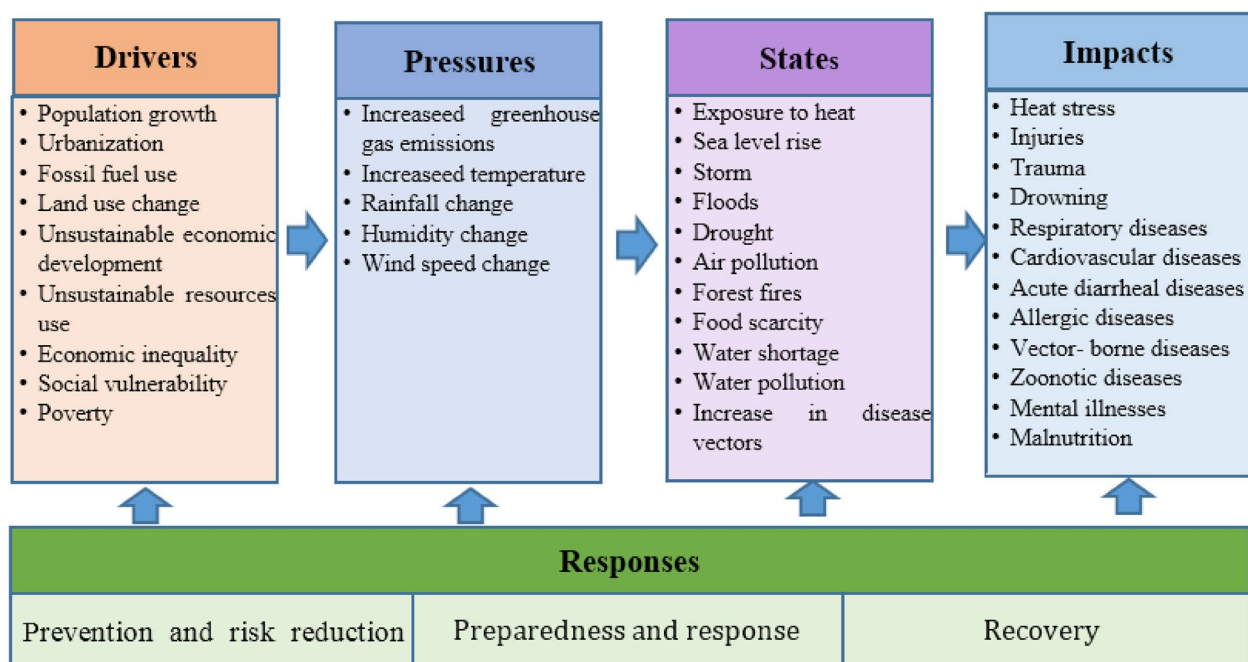 Drivers
• Population growth
• Urbanization
• Fossil fuel use
• Land use change
• Unsustainable economic
development
• Unsustainable resources
use
• Economic inequality
• Social vulnerability
• Poverty
Pressures
• Increaseed greenhouse
gas emissions
• Increaseed temperature
• Rainfall change
• Humidity change
• Wind speed change
States
• Exposure to heat
• Sea level rise
• Storm
• Floods
• Drought
• Air pollution
• Forest fires
• Food scarcity
• Water shortage
• Water pollution
• Increase in disease
vectors
Impacts
• Heat stress
• Injuries
• Trauma
• Drowning
• Respiratory diseases
• Cardiovascular diseases
• Acute diarrheal diseases
• Allergic diseases
• Vector- borne diseases
• Zoonotic diseases
• Mental illnesses
• Malnutrition
Responses
Prevention and risk reduction
Preparedness and response
Recovery